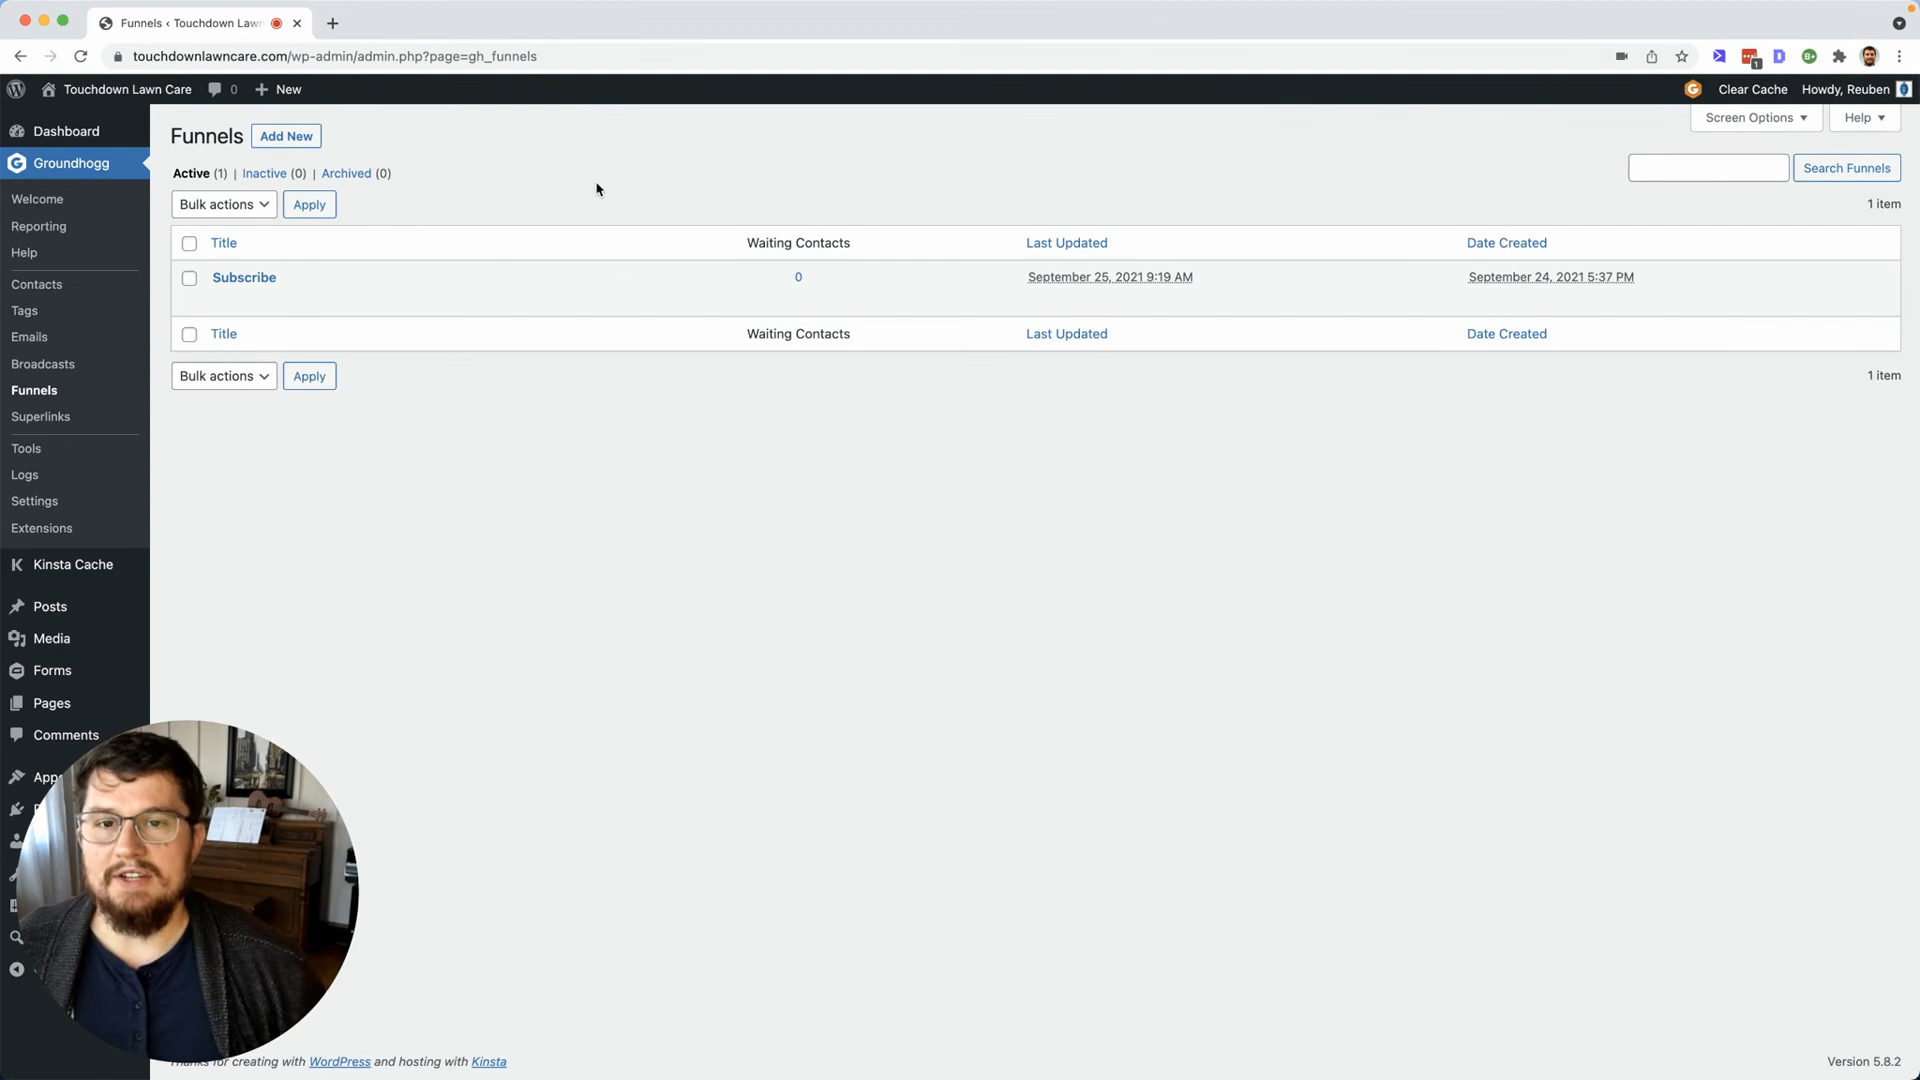 Funnels ‹ Touchdown Lawn
touchdownlawncare.com/wp-admin/admin.php?page=gh_funnels
1
Touchdown Lawn Care 0 New Clear Cache Howdy, Reuben
Dashboard
Groundhogg
Welcome
Reporting
Help
Contacts
Tags
Emails
Broadcasts
Funnels
Superlinks
Tools
Logs
Settings
Extensions
Kinsta Cache
Posts
Media
Forms
Pages
Comments
Screen Options Help
Funnels Add New
Active (1) | Inactive (0) | Archived (0)
Search Funnels
Bulk actions Apply 1 item
Title Waiting Contacts Last Updated Date Created
Subscribe 0 September 25, 2021 9:19 AM September 24, 2021 5:37 PM
Title Waiting Contacts Last Updated Date Created
Bulk actions Apply 1 item
for creating with WordPress and hosting with Kinsta
Version 5.8.2